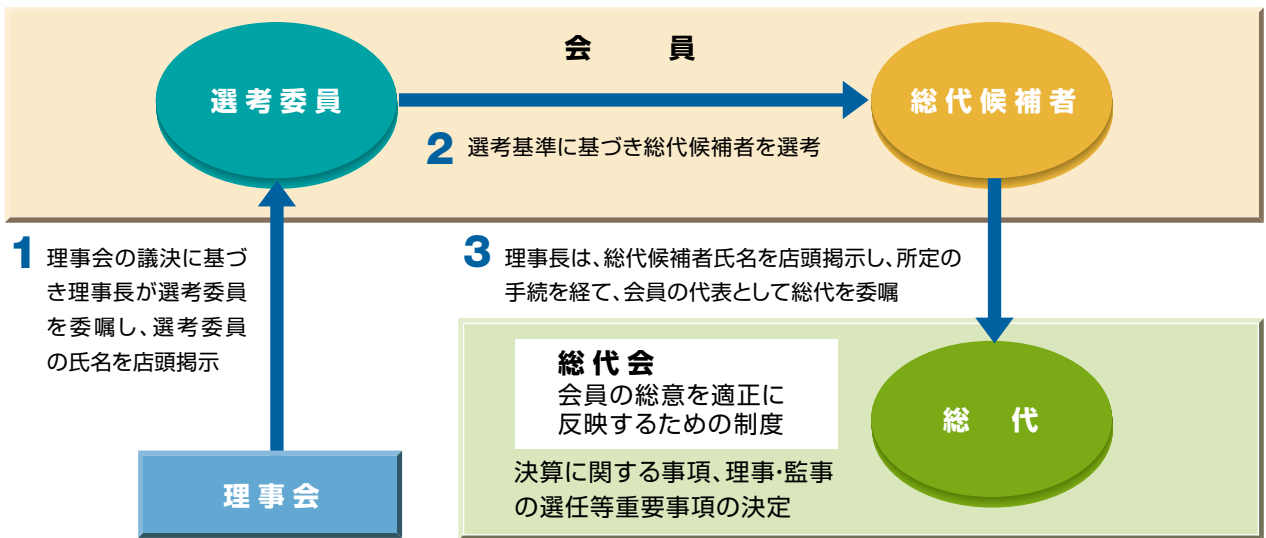 会員
選考委員
総代候補者
2 選考基準に基づき総代候補者を選考
1 理事会の議決に基づ
き理事長が選考委員
を委嘱し、選考委員
の氏名を店頭掲示
3 理事長は、総代候補者氏名を店頭掲示し、所定の
手続を経て、会員の代表として総代を委嘱
総代会
会員の総意を適正に
反映するための制度
総代
決算に関する事項、理事・監事
の選任等重要事項の決定
理事会